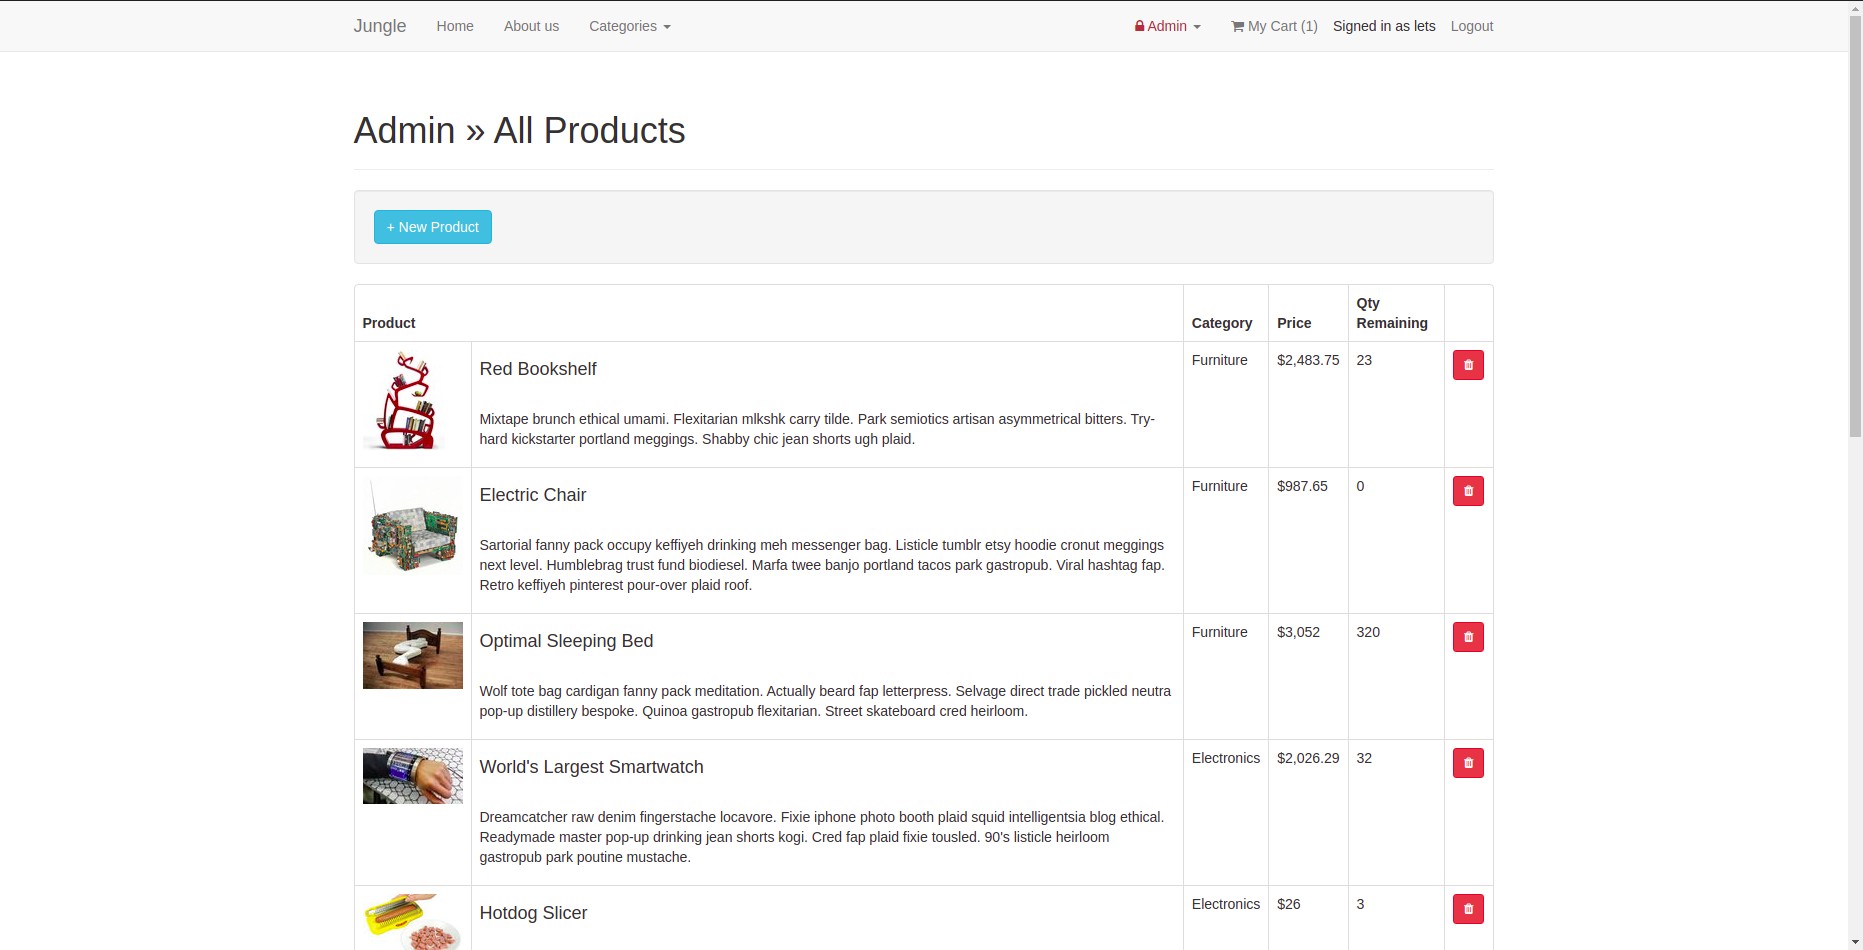 Jungle Home About us Categories Admin My Cart (1) Signed in as lets Logout
Admin » All Products
+ New Product
Product Category Price Qty Remaining
Red Bookshelf Furniture $2,483.75 23
Mixtape brunch ethical umami. Flexitarian mlkshk carry tilde. Park semiotics artisan asymmetrical bitters. Try-
hard kickstarter portland meggings. Shabby chic jean shorts ugh plaid.
Electric Chair Furniture $987.65 0
Sartorial fanny pack occupy keffiyeh drinking meh messenger bag. Listicle tumblr etsy hoodie cronut meggings
next level. Humblebrag trust fund biodiesel. Marfa twee banjo portland tacos park gastropub. Viral hashtag fap.
Retro keffiyeh pinterest pour-over plaid roof.
Optimal Sleeping Bed Furniture $3,052 320
Wolf tote bag cardigan fanny pack meditation. Actually beard fap letterpress. Selvage direct trade pickled neutra
pop-up distillery bespoke. Quinoa gastropub flexitarian. Street skateboard cred heirloom.
World's Largest Smartwatch Electronics $2,026.29 32
Dreamcatcher raw denim fingerstache locavore. Fixie iphone photo booth plaid squid intelligentsia blog ethical.
Readymade master pop-up drinking jean shorts kogi. Cred fap plaid fixie tousled. 90's listicle heirloom
gastropub park poutine mustache.
Hotdog Slicer Electronics $26 3